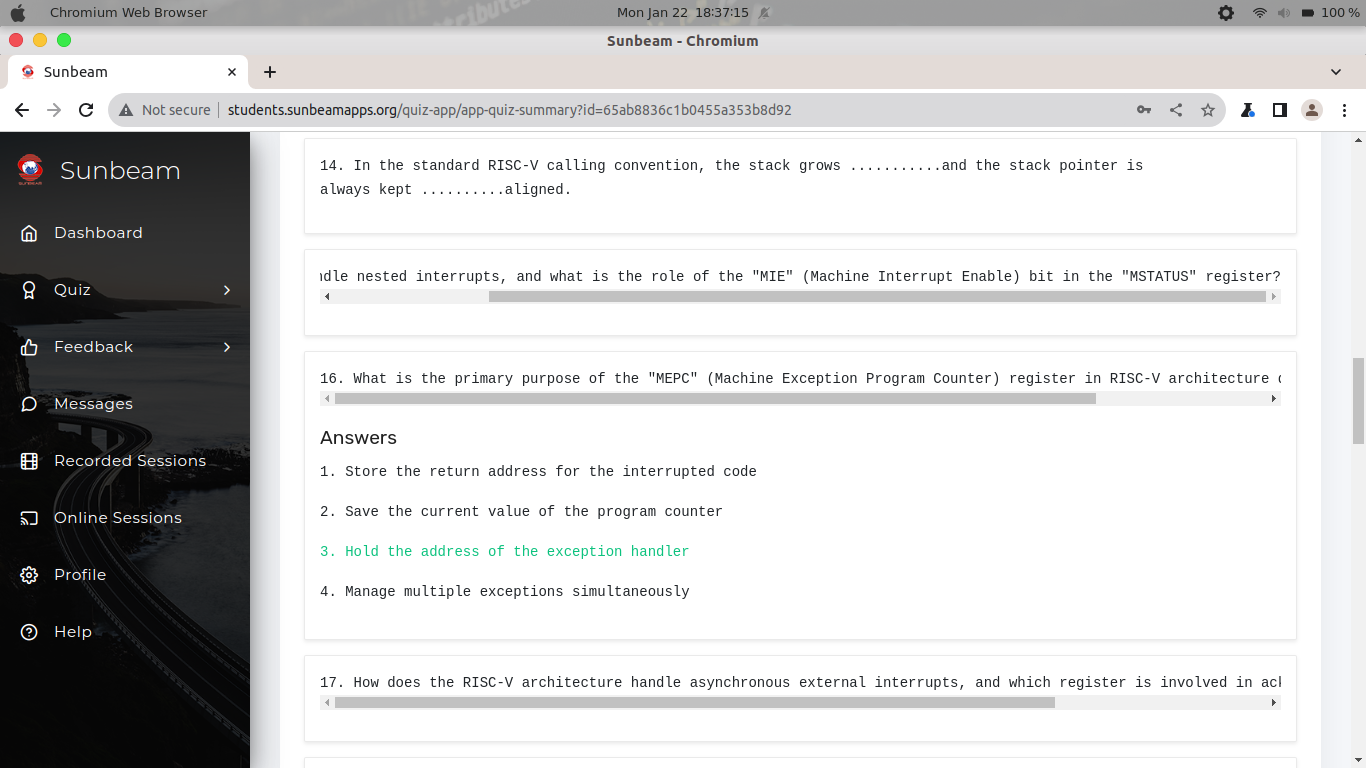 Chromium Web Browser
Mon Jan 22 18:37:15
100 %
Sunbeam - Chromium
Sunbeam
Not secure
students.sunbeamapps.org/quiz-app/app-quiz-summary?id=65ab8836c1b0455a353b8d92
Sunbeam
Dashboard
Quiz
Feedback
Messages
Recorded Sessions
Online Sessions
Profile
Help
14. In the standard RISC-V calling convention, the stack grows ...........and the stack pointer is
always kept ..........aligned.
ndle nested interrupts, and what is the role of the "MIE" (Machine Interrupt Enable) bit in the "MSTATUS" register?
16. What is the primary purpose of the "MEPC" (Machine Exception Program Counter) register in RISC-V architecture
Answers
1. Store the return address for the interrupted code
2. Save the current value of the program counter
3. Hold the address of the exception handler
4. Manage multiple exceptions simultaneously
17. How does the RISC-V architecture handle asynchronous external interrupts, and which register is involved in ack